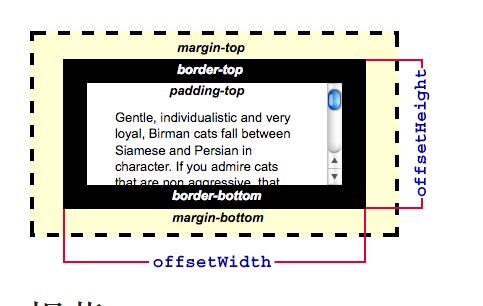 margin-top
border-top
padding-top
Gentle, individualistic and very
loyal, Birman cats fall between
Siamese and Persian in
character. If you admire cats
that are non aggressive, that
border-bottom
margin-bottom
offsetWidth
offsetHeight